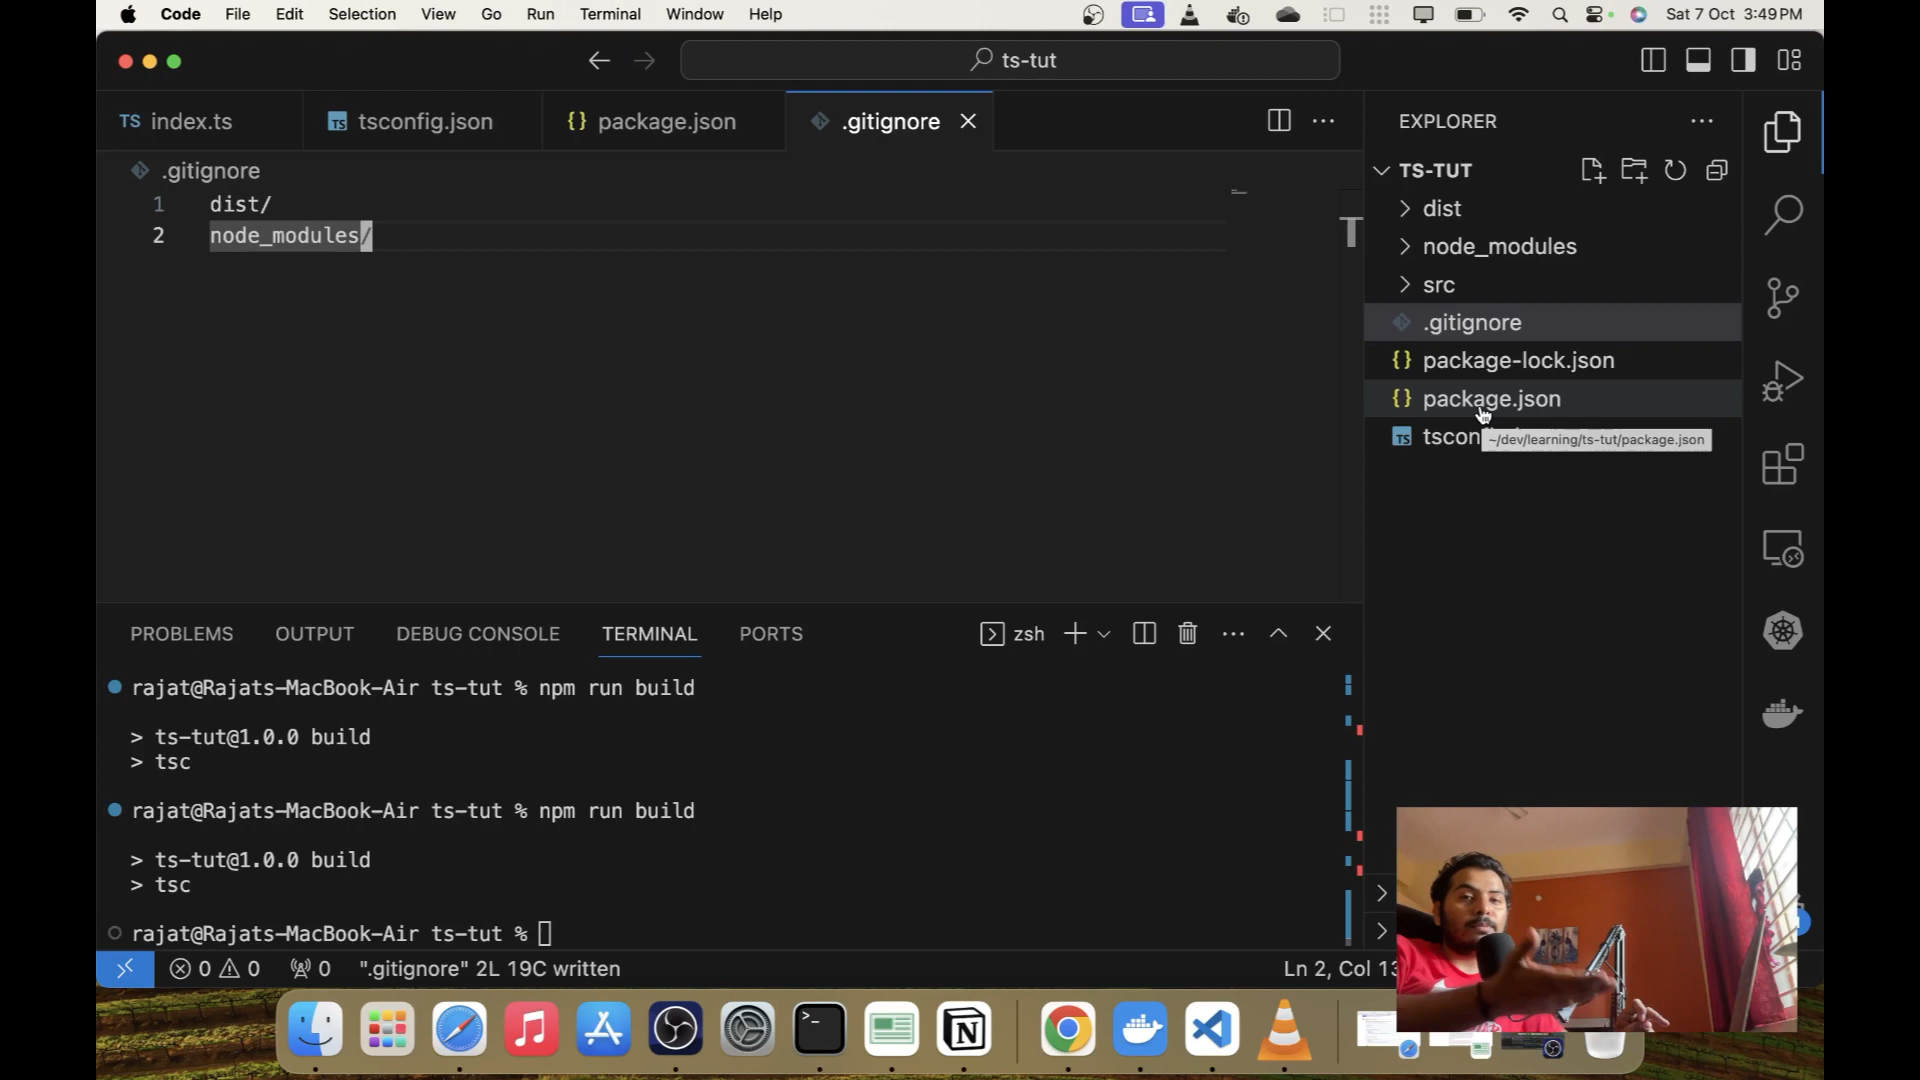 Code File Edit Selection View Go Run Terminal Window Help Sat 7 Oct 3:49 PM
ts-tut
TS index.ts TS tsconfig.json {} package.json .gitignore
EXPLORER
.gitignore
TS-TUT
1 dist/
2 node_modules/
dist
node_modules
src
.gitignore
{} package-lock.json
{} package.json
TS tscon
~/dev/learning/ts-tut/package.json
PROBLEMS OUTPUT DEBUG CONSOLE TERMINAL PORTS zsh
rajat@Rajats-MacBook-Air ts-tut % npm run build
> ts-tut@1.0.0 build
> tsc
rajat@Rajats-MacBook-Air ts-tut % npm run build
> ts-tut@1.0.0 build
> tsc
rajat@Rajats-MacBook-Air ts-tut %
0 0 0 ".gitignore" 2L 19C written Ln 2, Col 13